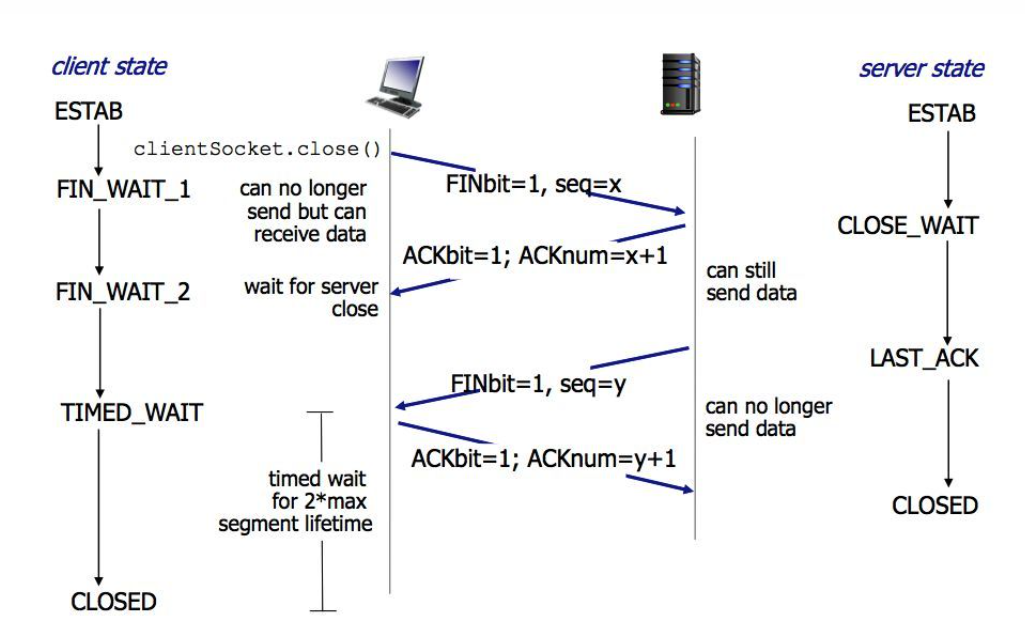 client state
server state
ESTAB
ESTAB
clientSocket.close()
FIN_WAIT_1
can no longer
send but can
receive data
FINbit=1, seq=x
CLOSE_WAIT
ACKbit=1; ACKnum=x+1
FIN_WAIT_2
wait for server
close
can still
send data
LAST_ACK
FINbit=1, seq=y
TIMED_WAIT
can no longer
send data
ACKbit=1; ACKnum=y+1
timed wait
for 2*max
segment lifetime
CLOSED
CLOSED